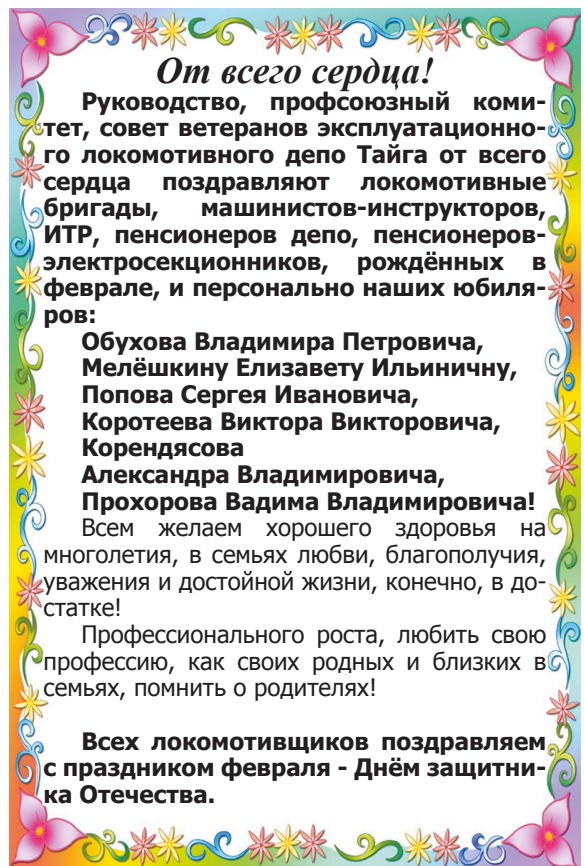 От всего сердца!
Руководство, профсоюзный коми-
тет, совет ветеранов эксплуатационно-
го локомотивного депо Тайга от всего
сердца поздравляют локомотивные
бригады, машинистов-инструкторов,
ИТР, пенсионеров депо, пенсионеров-
электросекционников, рождённых в
феврале, и персонально наших юбиля-
ров:
Обухова Владимира Петровича,
Мелёшкину Елизавету Ильиничну,
Попова Сергея Ивановича,
Коротеева Виктора Викторовича,
Корендясова
Александра Владимировича,
Прохорова Вадима Владимировича!
Всем желаем хорошего здоровья на
многолетия, в семьях любви, благополучия,
уважения и достойной жизни, конечно, в до-
статке!
Профессионального роста, любить свою
профессию, как своих родных и близких в
семьях, помнить о родителях!
Всех локомотивщиков поздравляем
с праздником февраля - Днём защитни-
ка Отечества.